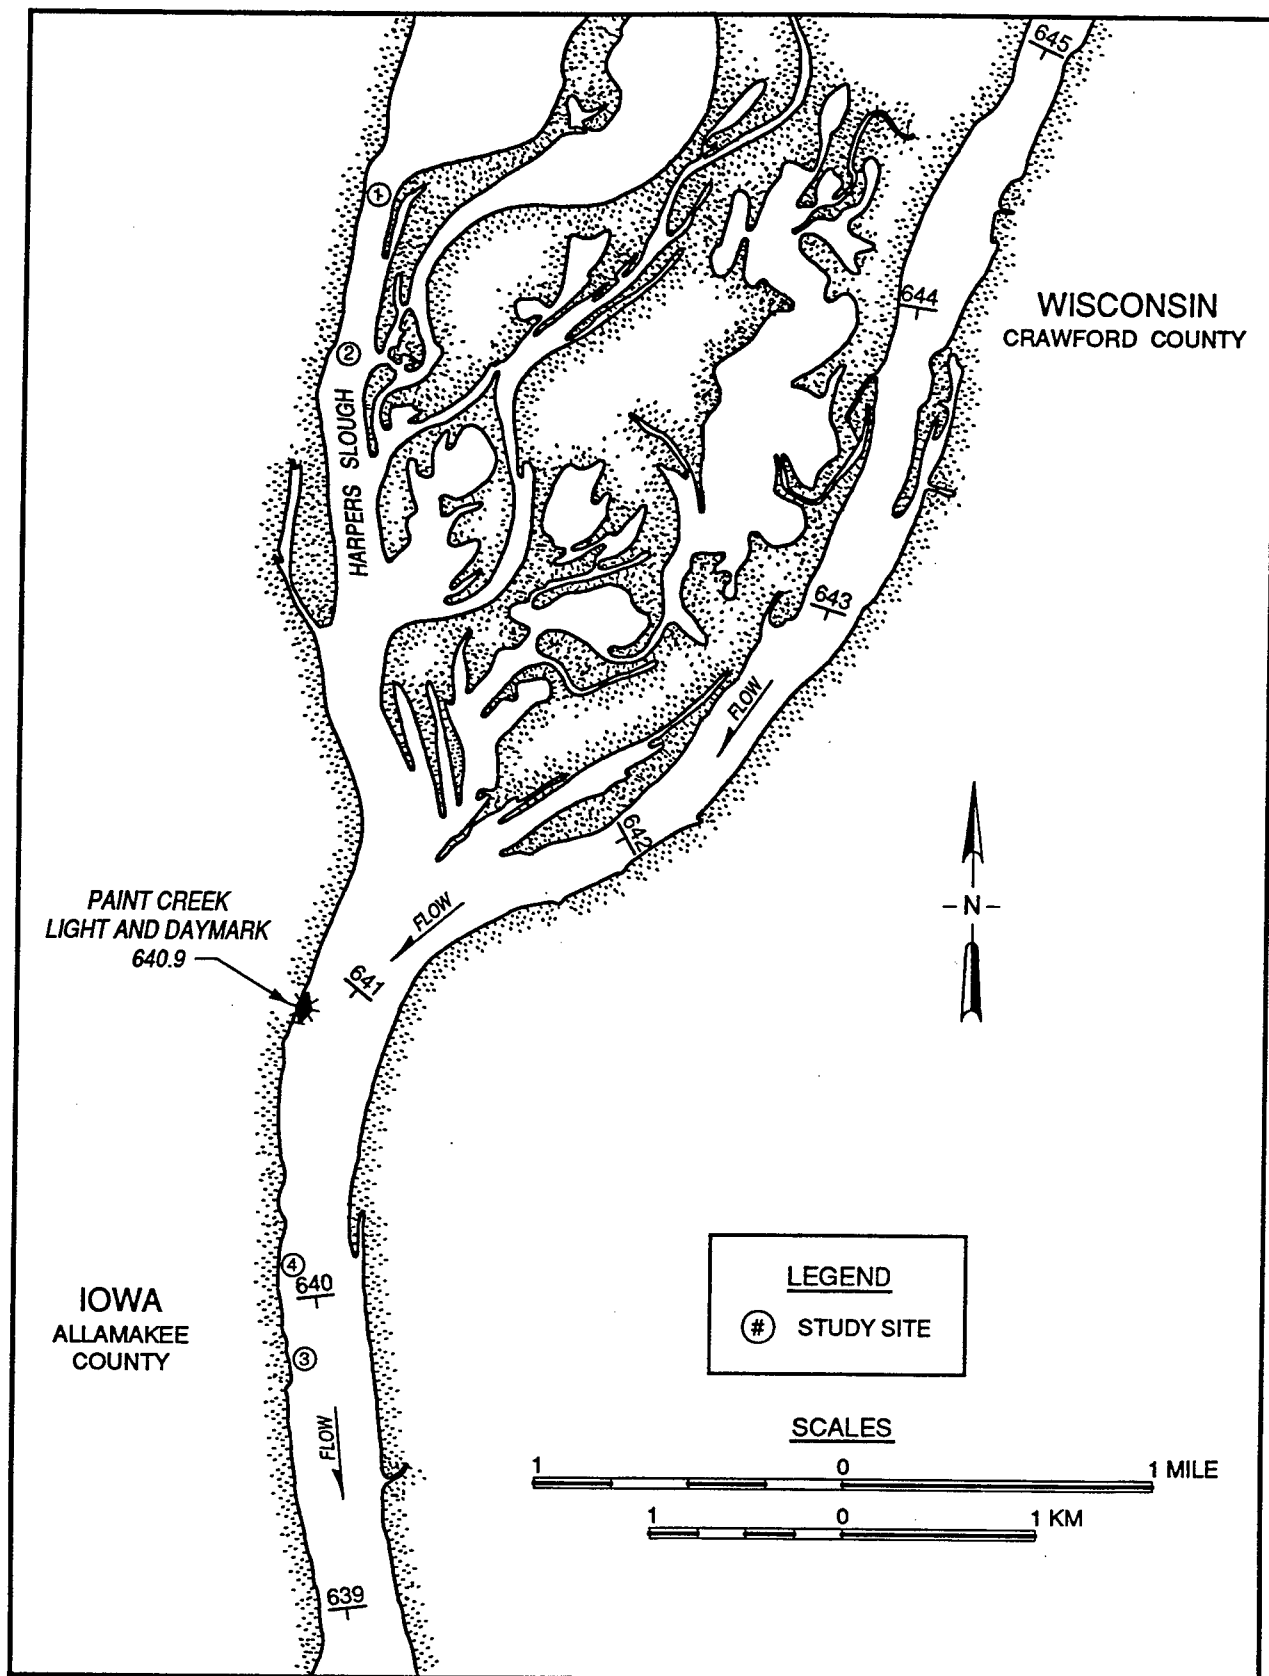 645
1
644
WISCONSIN
CRAWFORD COUNTY
2
HARPERS SLOUGH
643
FLOW
642
PAINT CREEK
LIGHT AND DAYMARK
640.9
FLOW
641
-N-
4
640
IOWA
ALLAMAKEE
COUNTY
3
LEGEND
# STUDY SITE
FLOW
SCALES
1 0 1 MILE
1 0 1 KM
639